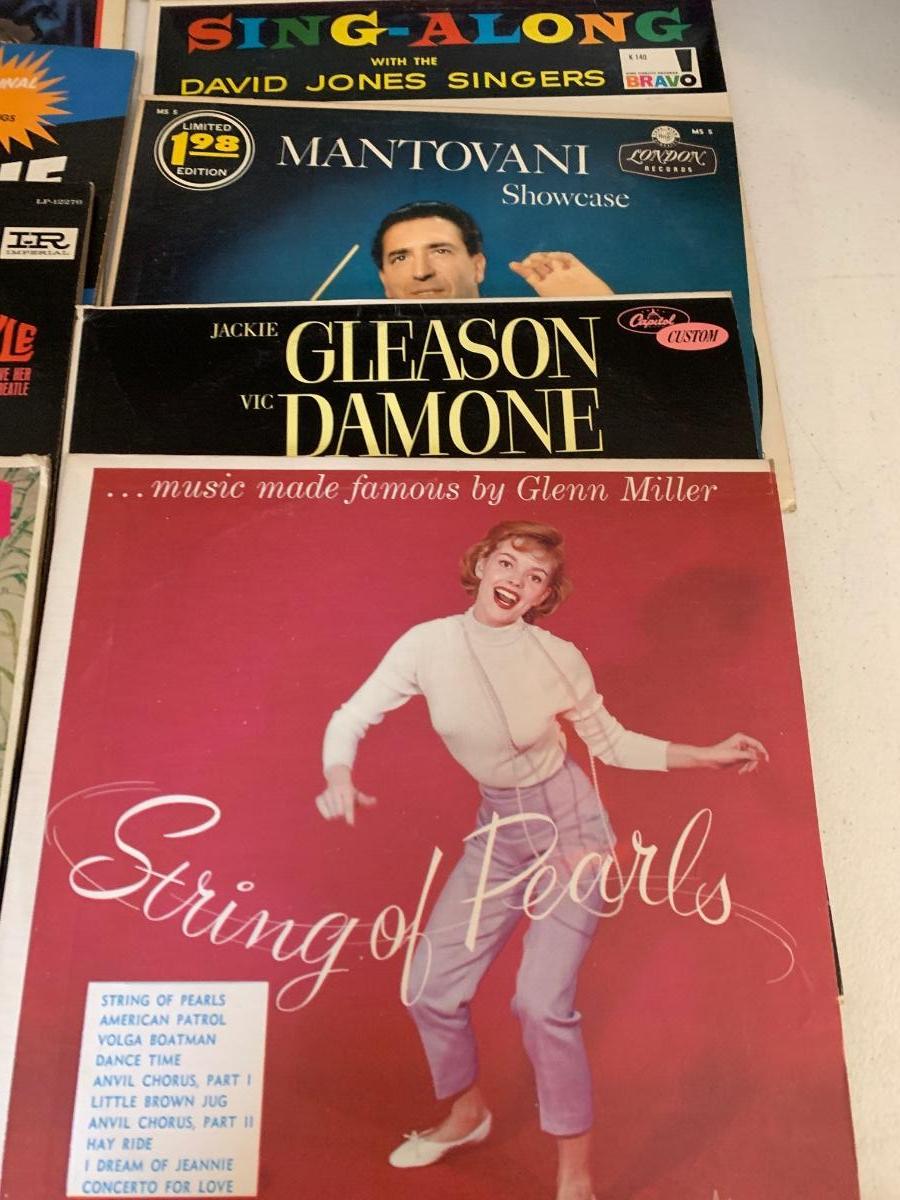 SING-ALONG
WITH THE
DAVID JONES SINGERS
K 140
BRAVO
MS 5
LIMITED
1.98
EDITION
MANTOVANI
Showcase
MS 5
LONDON
RECORDS
JACKIE GLEASON
VIC DAMONE
Capitol
CUSTOM
...music made famous by Glenn Miller
String of Pearls
STRING OF PEARLS
AMERICAN PATROL
VOLGA BOATMAN
DANCE TIME
ANVIL CHORUS, PART I
LITTLE BROWN JUG
ANVIL CHORUS, PART II
HAY RIDE
I DREAM OF JEANNIE
CONCERTO FOR LOVE
LP-12270
I-R
IMPERIAL